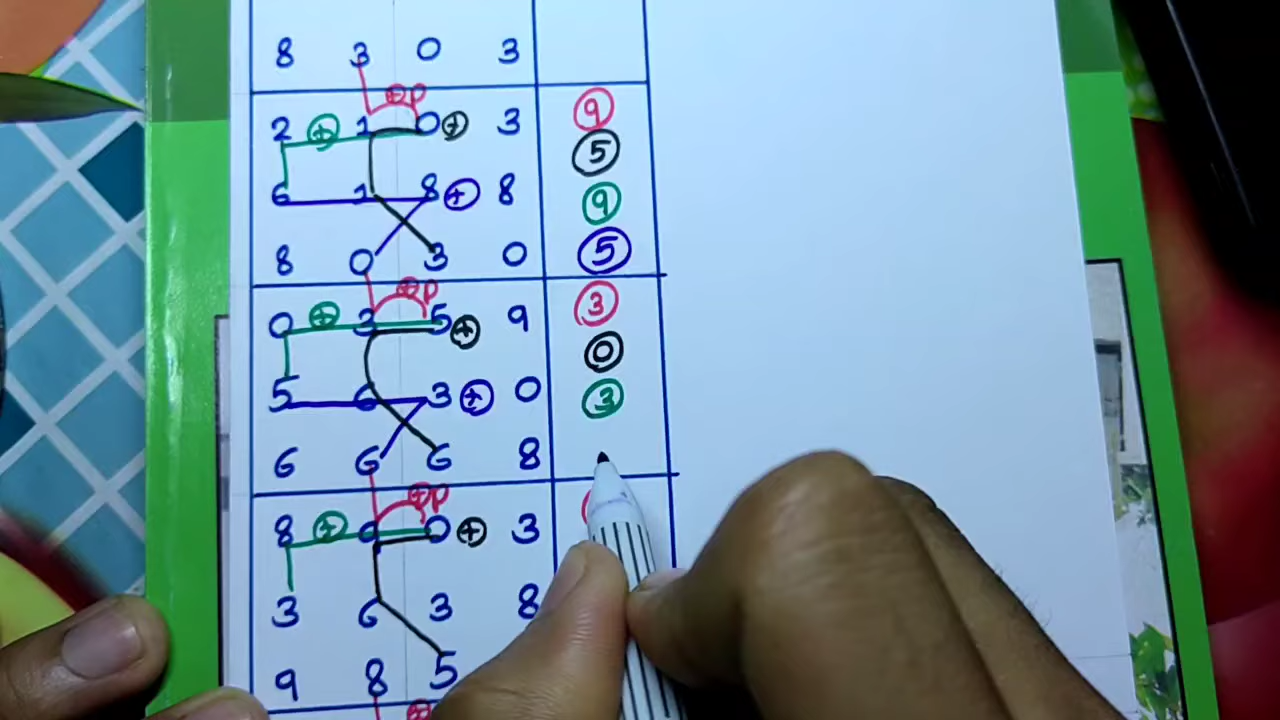 8 3 0 3
⊕P
2 ⊕ 1 0 ⊕ 3 9
5
6 1 8 ⊕ 8 9
8 0 3 0 5
⊕P
0 ⊕ 3 5 ⊕ 9 3
0
5 6 3 ⊕ 0 3
6 6 6 8
⊕P
8 ⊕ 0 ⊕ 3
3 6 3 8
9 8 5